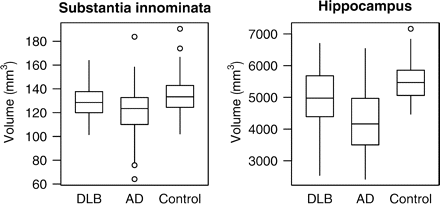 Substantia innominata
Volume (mm³)
180
160
140
120
100
80
60
DLB AD Control
Hippocampus
Volume (mm³)
7000
6000
5000
4000
3000
DLB AD Control